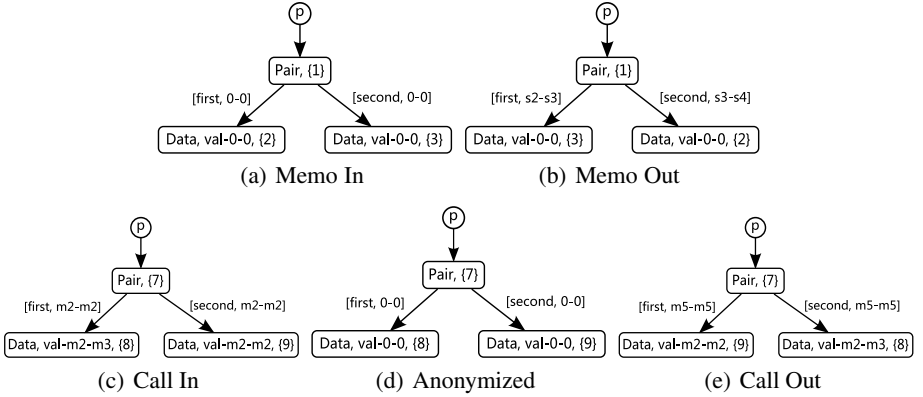 p p
Pair, {1} Pair, {1}
[first, 0-0] [second, 0-0] [first, s2-s3] [second, s3-s4]
Data, val-0-0, {2} Data, val-0-0, {3} Data, val-0-0, {3} Data, val-0-0, {2}
(a) Memo In (b) Memo Out
p p p
Pair, {7} Pair, {7} Pair, {7}
[first, m2-m2] [second, m2-m2] [first, 0-0] [second, 0-0] [first, m5-m5] [second, m5-m5]
Data, val-m2-m3, {8} Data, val-m2-m2, {9} Data, val-0-0, {8} Data, val-0-0, {9} Data, val-m2-m2, {9} Data, val-m2-m3, {8}
(c) Call In (d) Anonymized (e) Call Out